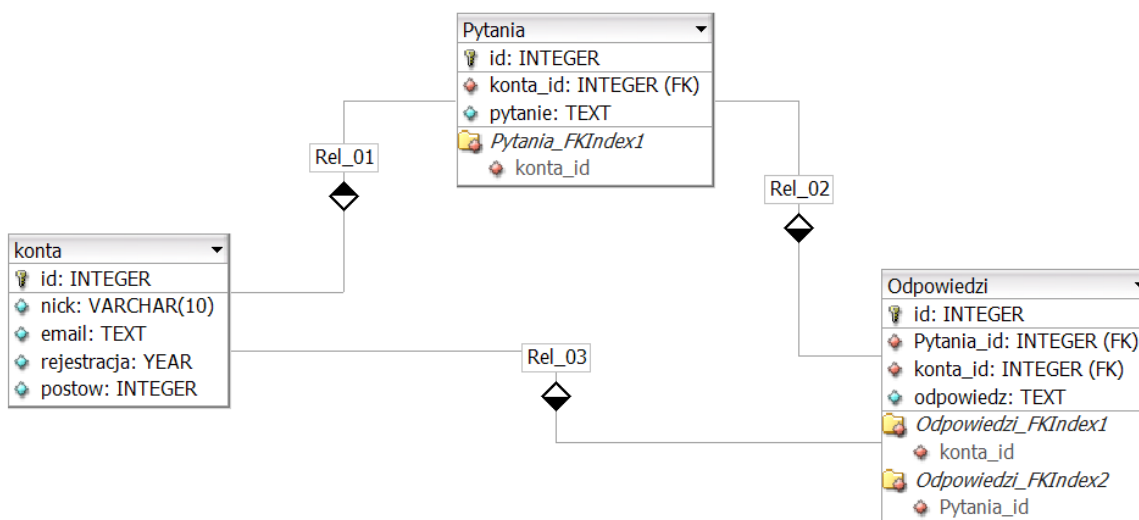 Pytania
id: INTEGER
konta_id: INTEGER (FK)
pytanie: TEXT
Pytania_FKIndex1
konta_id
Rel_01
Rel_02
konta
id: INTEGER
nick: VARCHAR(10)
email: TEXT
rejestracja: YEAR
postow: INTEGER
Rel_03
Odpowiedzi
id: INTEGER
Pytania_id: INTEGER (FK)
konta_id: INTEGER (FK)
odpowiedz: TEXT
Odpowiedzi_FKIndex1
konta_id
Odpowiedzi_FKIndex2
Pytania_id